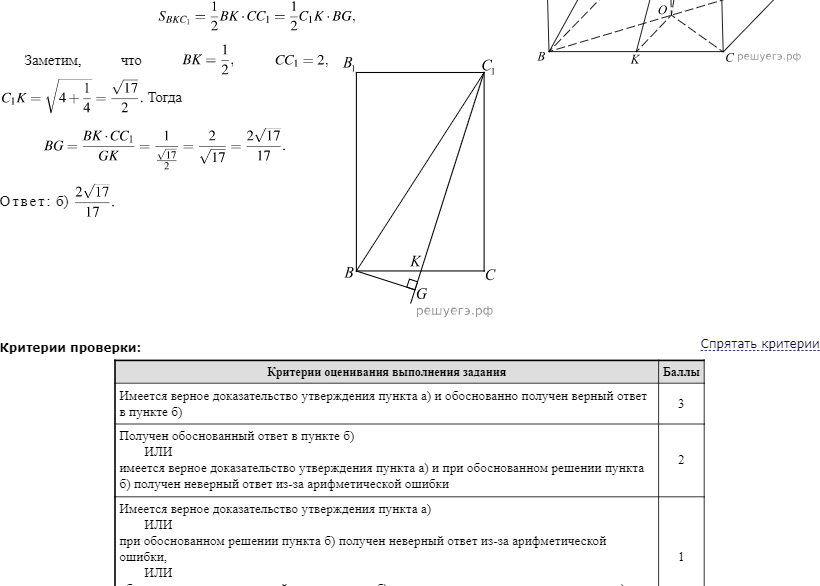 S_{BKC_1} = \frac{1}{2} BK · CC_1 = \frac{1}{2} C_1K · BG,
O
B
K
C
решуегэ.рф
Заметим, что BK = \frac{1}{2}, CC_1 = 2,
C_1K = \sqrt{4 + \frac{1}{4}} = \frac{\sqrt{17}}{2}. Тогда
BG = \frac{BK · CC_1}{GK} = \frac{1}{\frac{\sqrt{17}}{2}} = \frac{2}{\sqrt{17}} = \frac{2\sqrt{17}}{17}.
Ответ: б) \frac{2\sqrt{17}}{17}.
B_1
C_1
B
K
C
G
решуегэ.рф
Критерии проверки:
Спрятать критерии
Критерии оценивания выполнения задания Баллы
Имеется верное доказательство утверждения пункта а) и обоснованно получен верный ответ
в пункте б)
3
Получен обоснованный ответ в пункте б)
ИЛИ
имеется верное доказательство утверждения пункта а) и при обоснованном решении пункта
б) получен неверный ответ из-за арифметической ошибки
2
Имеется верное доказательство утверждения пункта а)
ИЛИ
при обоснованном решении пункта б) получен неверный ответ из-за арифметической
ошибки,
ИЛИ
1